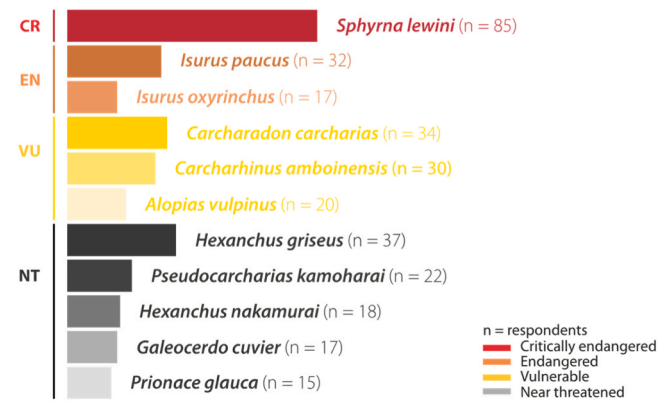 CR
Sphyrna lewini (n = 85)
EN
Isurus paucus (n = 32)
Isurus oxyrinchus (n = 17)
VU
Carcharadon carcharias (n = 34)
Carcharhinus amboinensis (n = 30)
Alopias vulpinus (n = 20)
NT
Hexanchus griseus (n = 37)
Pseudocarcharias kamoharai (n = 22)
Hexanchus nakamurai (n = 18)
Galeocerdo cuvier (n = 17)
Prionace glauca (n = 15)
n = respondents
Critically endangered
Endangered
Vulnerable
Near threatened